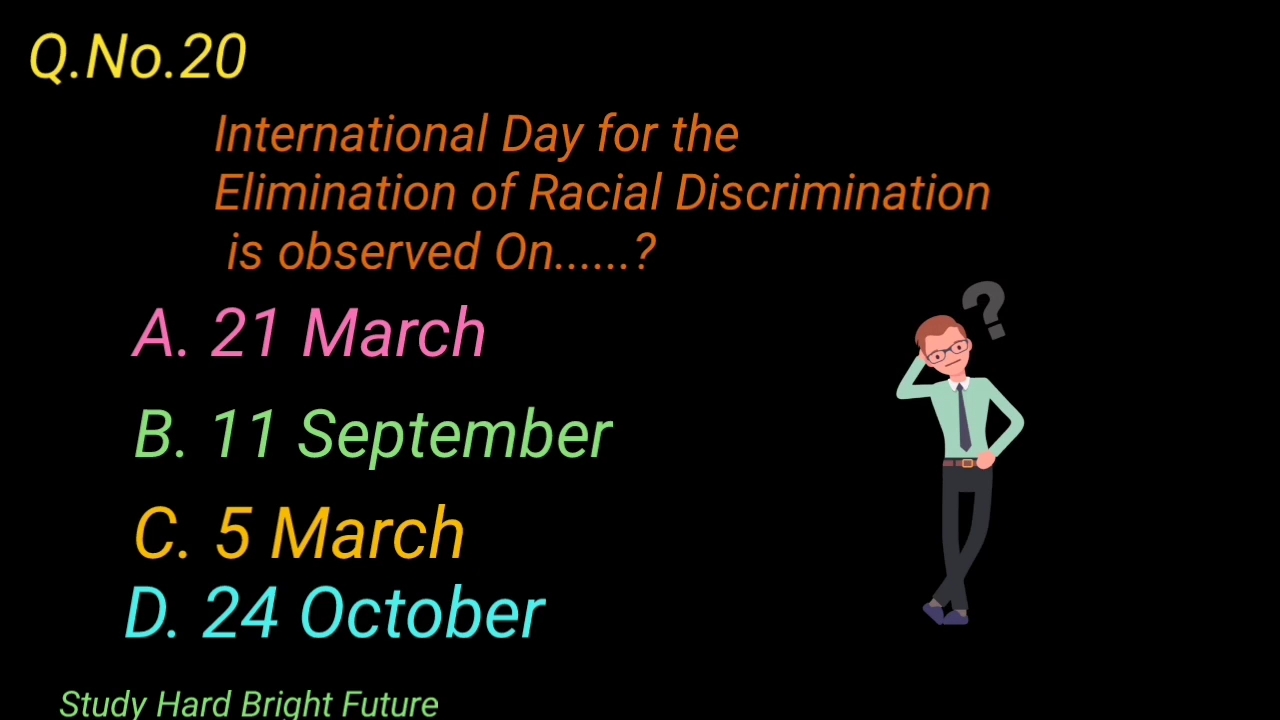 Q.No.20
International Day for the
Elimination of Racial Discrimination
is observed On......?
A. 21 March
B. 11 September
C. 5 March
D. 24 October
?
Study Hard Bright Future